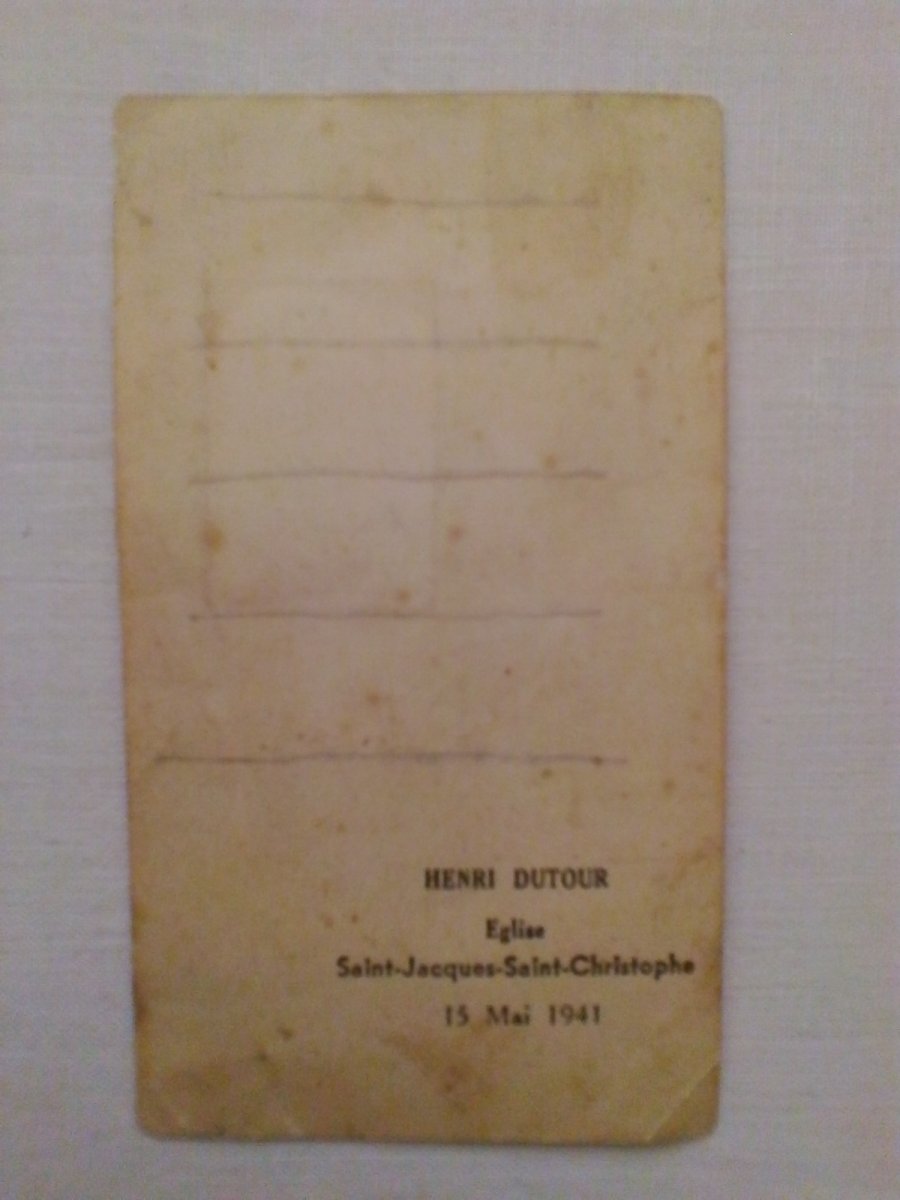 HENRI DUTOUR
Eglise
Saint-Jacques-Saint-Christophe
15 Mai 1941